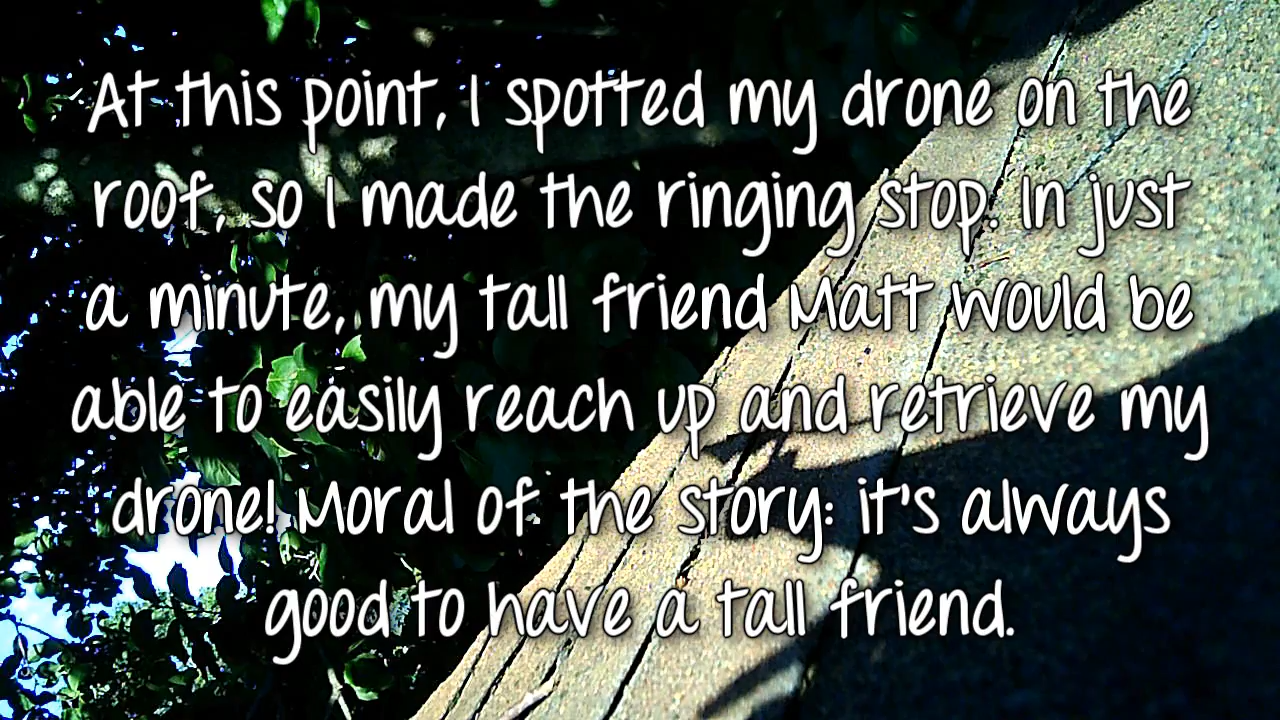 At this point, I spotted my drone on the
roof, so I made the ringing stop. In just
a minute, my tall friend Matt would be
able to easily reach up and retrieve my
drone! Moral of the story: it's always
good to have a tall friend.